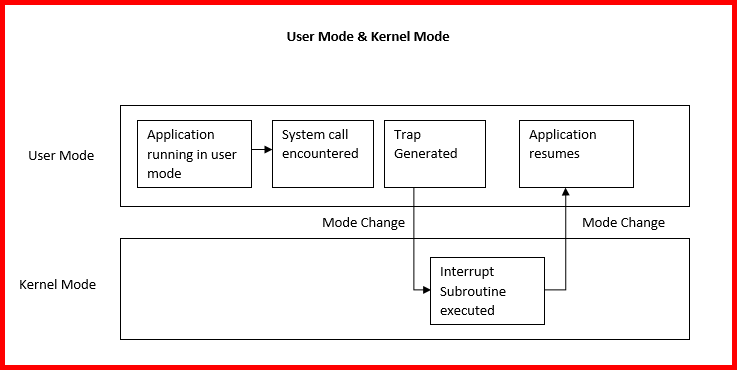 User Mode & Kernel Mode
User Mode
Application
running in user
mode
System call
encountered
Trap
Generated
Application
resumes
Mode Change
Mode Change
Kernel Mode
Interrupt
Subroutine
executed